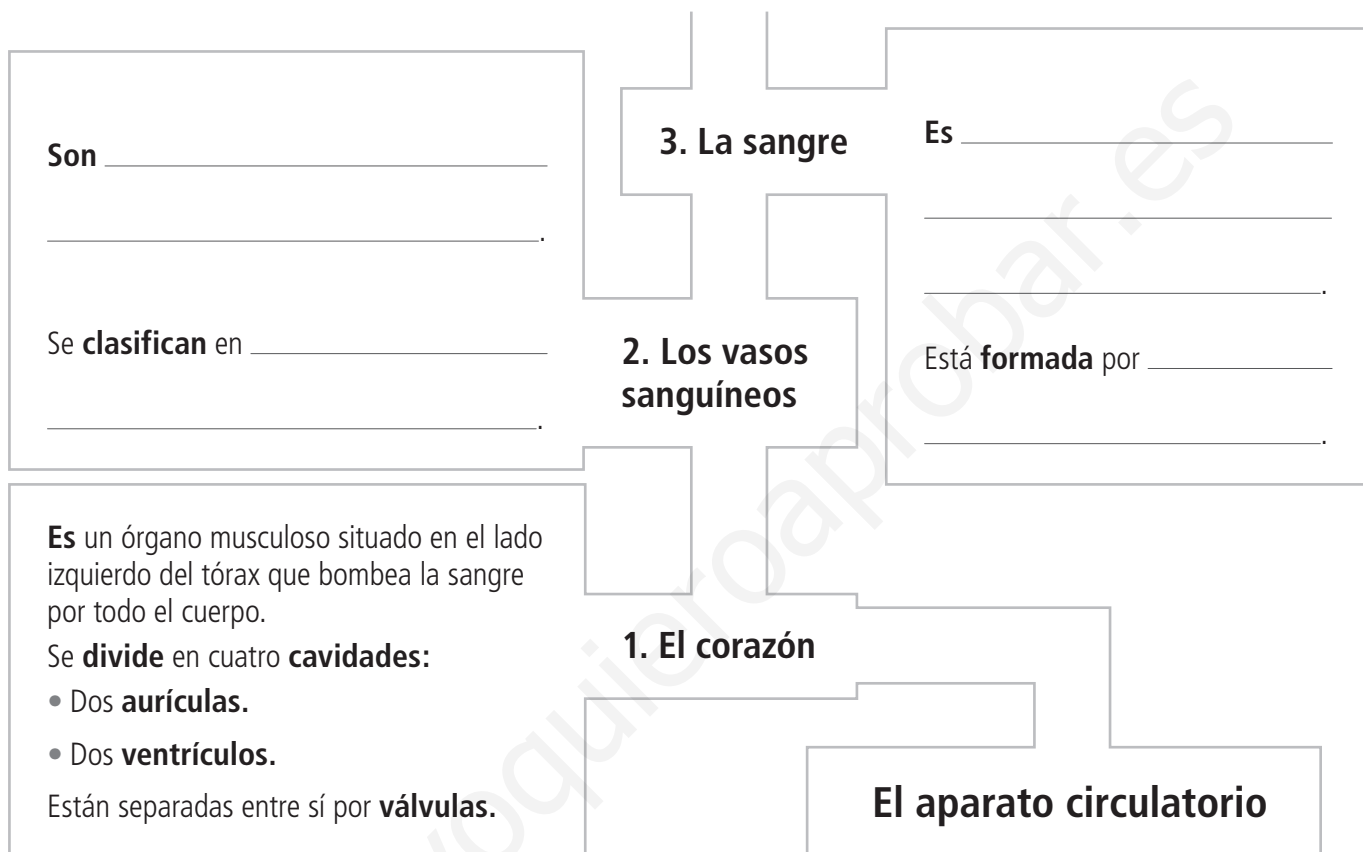 Son
.
Se clasifican en
.
3. La sangre
Es
.
Está formada por
.
2. Los vasos
sanguíneos
Es un órgano musculoso situado en el lado
izquierdo del tórax que bombea la sangre
por todo el cuerpo.
Se divide en cuatro cavidades:
• Dos aurículas.
• Dos ventrículos.
Están separadas entre sí por válvulas.
1. El corazón
El aparato circulatorio
yoquieroaprobar.es